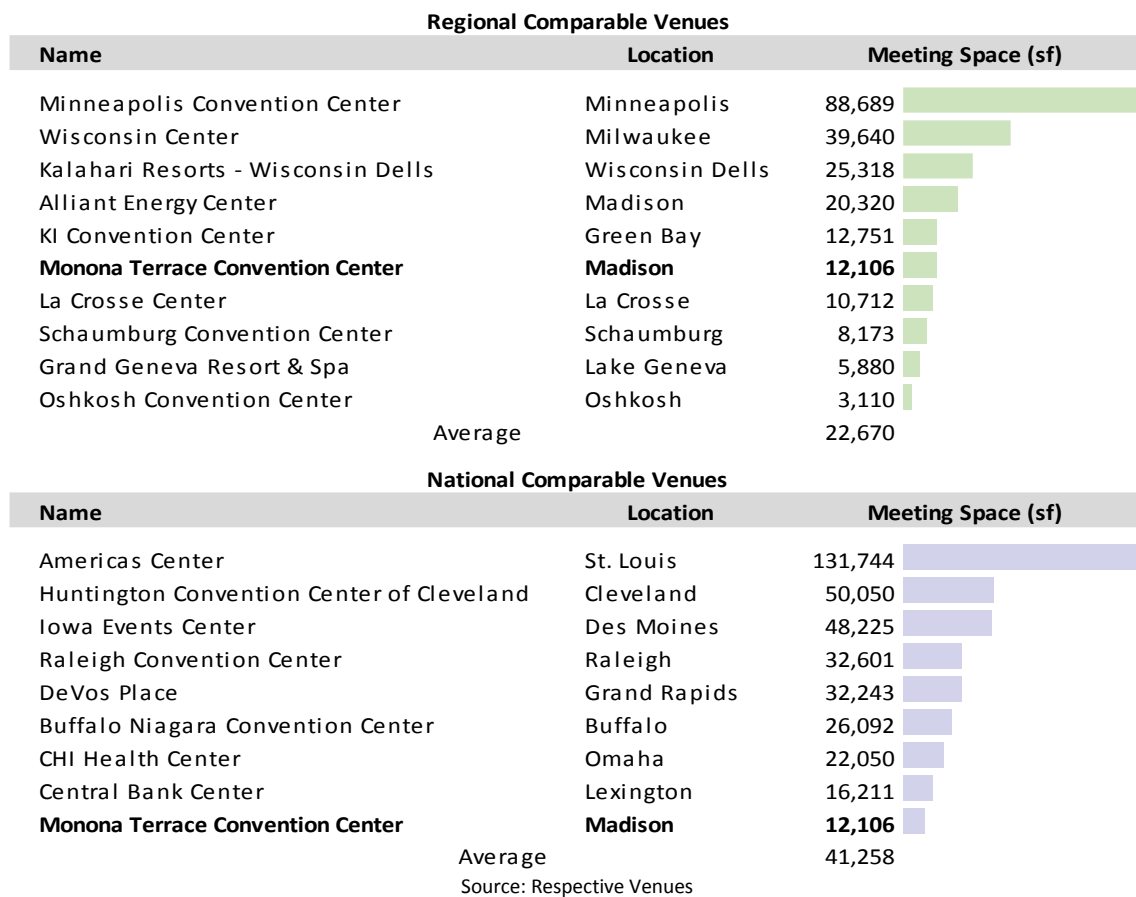 Regional Comparable Venues
Name Location Meeting Space (sf)
Minneapolis Convention Center Minneapolis 88,689
Wisconsin Center Milwaukee 39,640
Kalahari Resorts - Wisconsin Dells Wisconsin Dells 25,318
Alliant Energy Center Madison 20,320
KI Convention Center Green Bay 12,751
Monona Terrace Convention Center Madison 12,106
La Crosse Center La Crosse 10,712
Schaumburg Convention Center Schaumburg 8,173
Grand Geneva Resort & Spa Lake Geneva 5,880
Oshkosh Convention Center Oshkosh 3,110
Average 22,670
National Comparable Venues
Name Location Meeting Space (sf)
Americas Center St. Louis 131,744
Huntington Convention Center of Cleveland Cleveland 50,050
Iowa Events Center Des Moines 48,225
Raleigh Convention Center Raleigh 32,601
DeVos Place Grand Rapids 32,243
Buffalo Niagara Convention Center Buffalo 26,092
CHI Health Center Omaha 22,050
Central Bank Center Lexington 16,211
Monona Terrace Convention Center Madison 12,106
Average 41,258
Source: Respective Venues